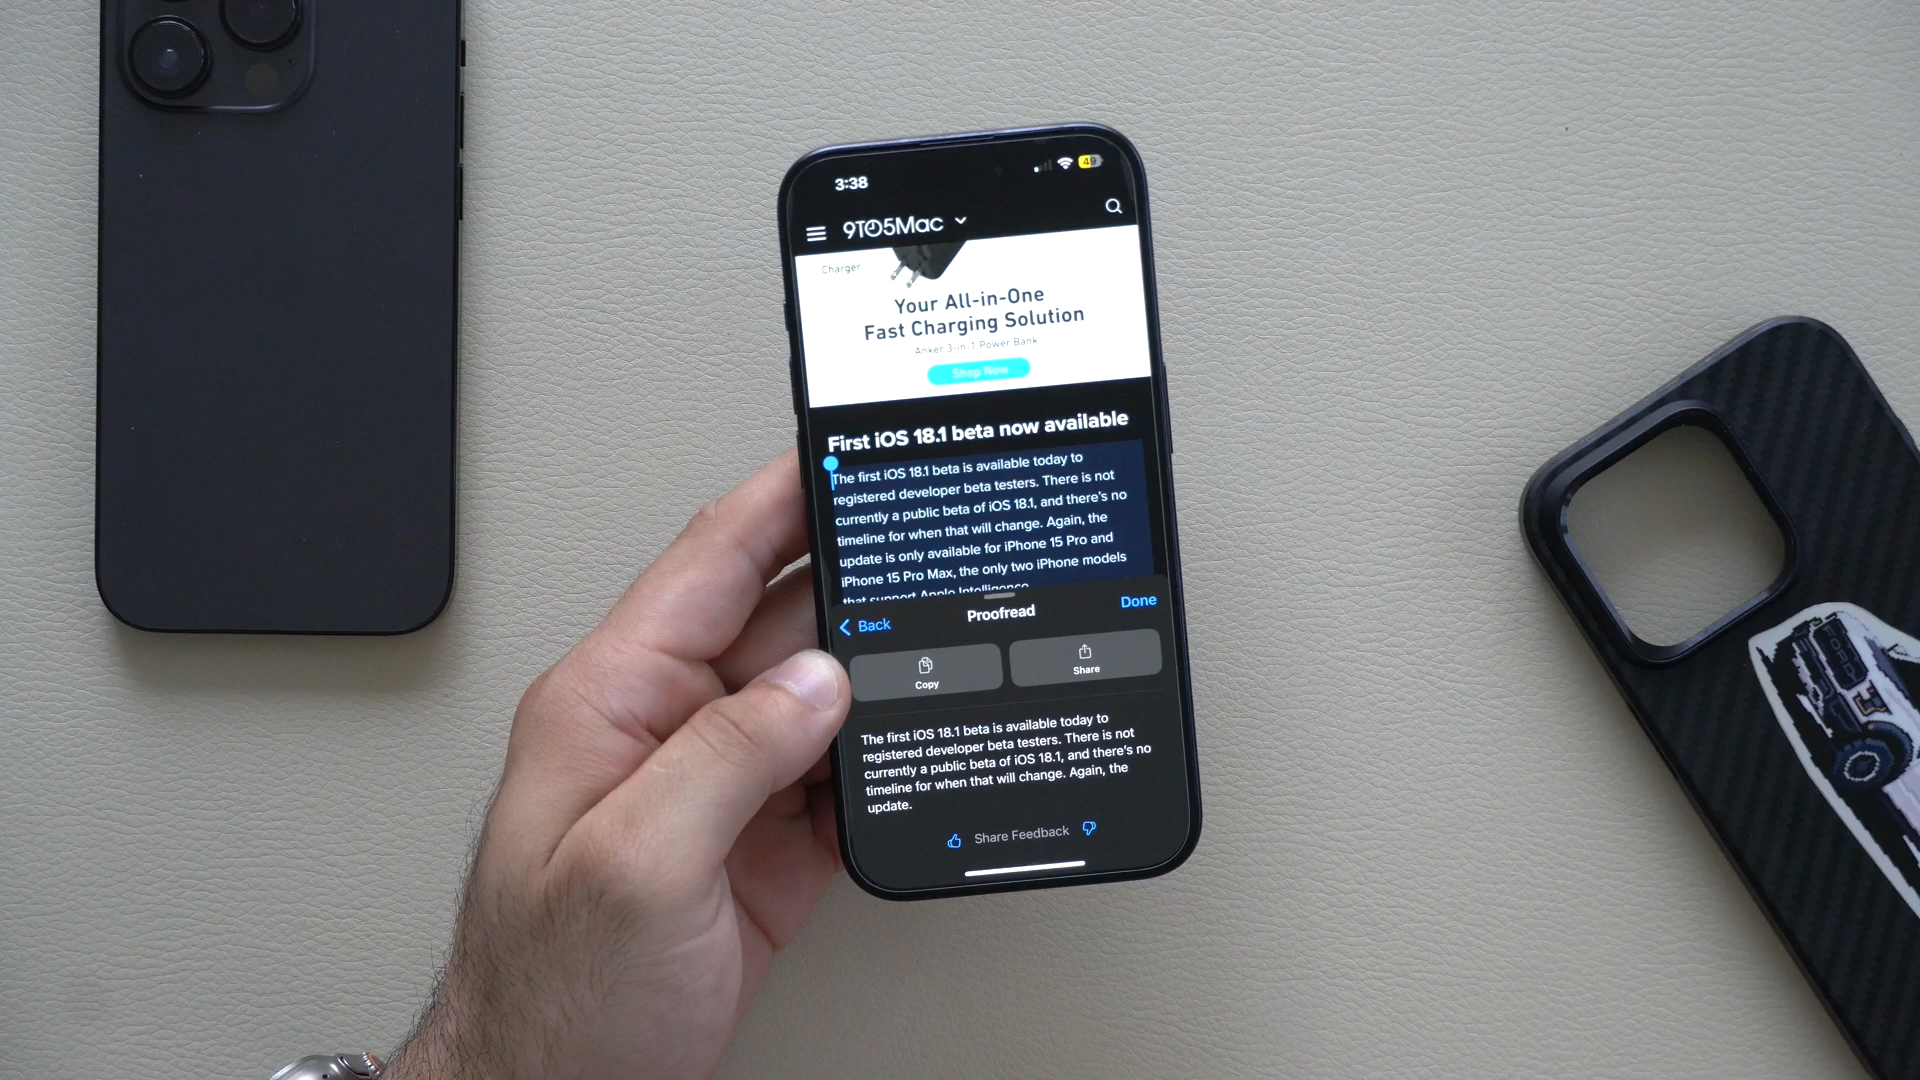 3:38
49
9TO5Mac
Charger
Your All-in-One
Fast Charging Solution
Anker 3-in-1 Power Bank
Shop Now
First iOS 18.1 beta now available
The first iOS 18.1 beta is available today to
registered developer beta testers. There is not
currently a public beta of iOS 18.1, and there's no
timeline for when that will change. Again, the
update is only available for iPhone 15 Pro and
iPhone 15 Pro Max, the only two iPhone models
that support Apple Intelligence
Back
Proofread
Done
Copy
Share
The first iOS 18.1 beta is available today to
registered developer beta testers. There is not
currently a public beta of iOS 18.1, and there's no
timeline for when that will change. Again, the
update.
Share Feedback
FORD